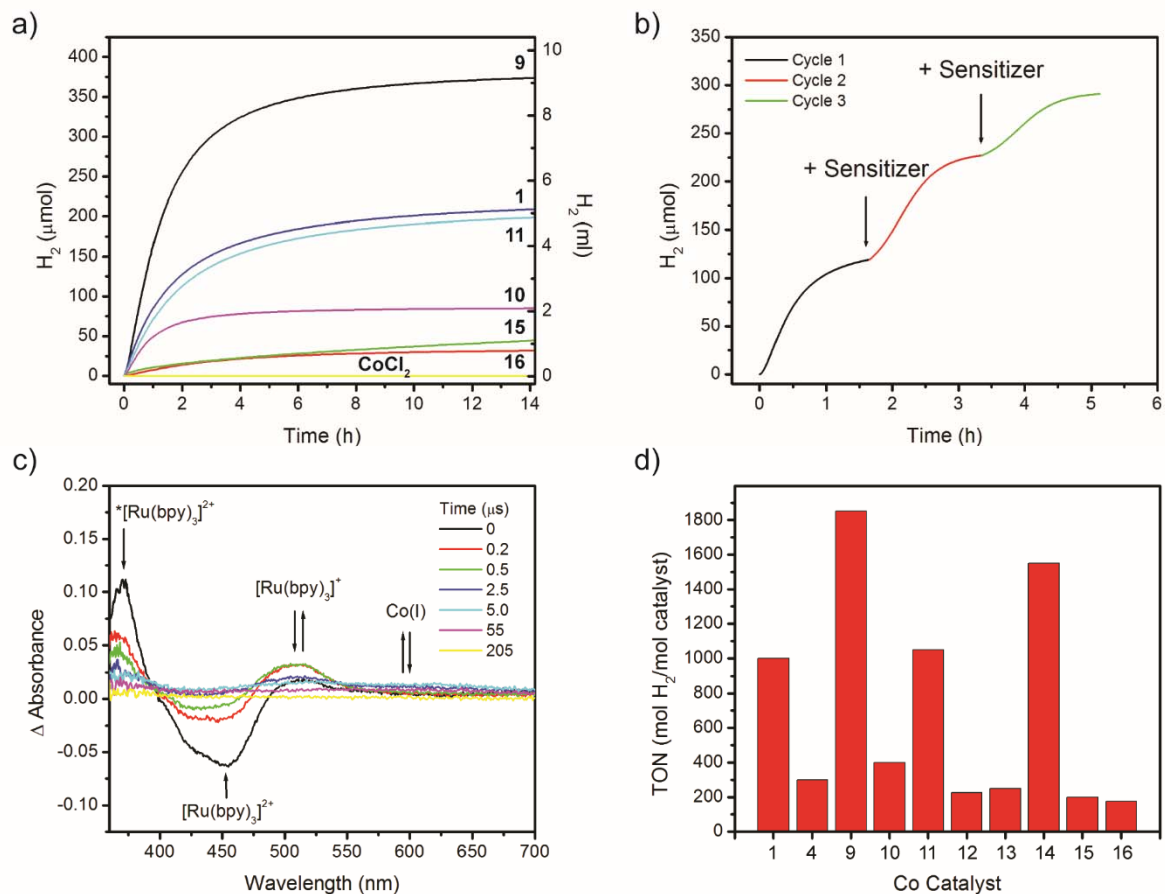 a)
9
1
11
10
15
CoCl₂
16
400
350
300
250
200
150
100
50
25
0
10
8
6
4
2
0
0 2 4 6 8 10 12 14
H₂ (μmol)
H₂ (ml)
Time (h)
b)
Cycle 1
Cycle 2
Cycle 3
+ Sensitizer
+ Sensitizer
350
300
250
200
150
100
50
0
0 1 2 3 4 5 6
H₂ (μmol)
Time (h)
c)
*[Ru(bpy)₃]²⁺
[Ru(bpy)₃]⁺
Co(I)
[Ru(bpy)₃]²⁺
Time (μs)
0
0.2
0.5
2.5
5.0
55
205
0.20
0.15
0.10
0.05
0.00
-0.05
-0.10
400 450 500 550 600 650 700
Δ Absorbance
Wavelength (nm)
d)
1800
1600
1400
1200
1000
800
600
400
200
0
1 4 9 10 11 12 13 14 15 16
TON (mol H₂/mol catalyst)
Co Catalyst